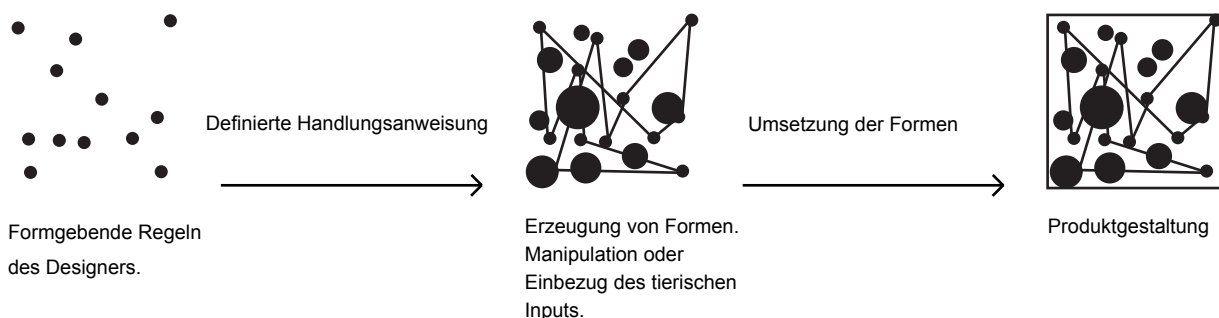 Definierte Handlungsanweisung
Umsetzung der Formen
Formgebende Regeln
des Designers.
Erzeugung von Formen.
Manipulation oder
Einbezug des tierischen
Inputs.
Produktgestaltung